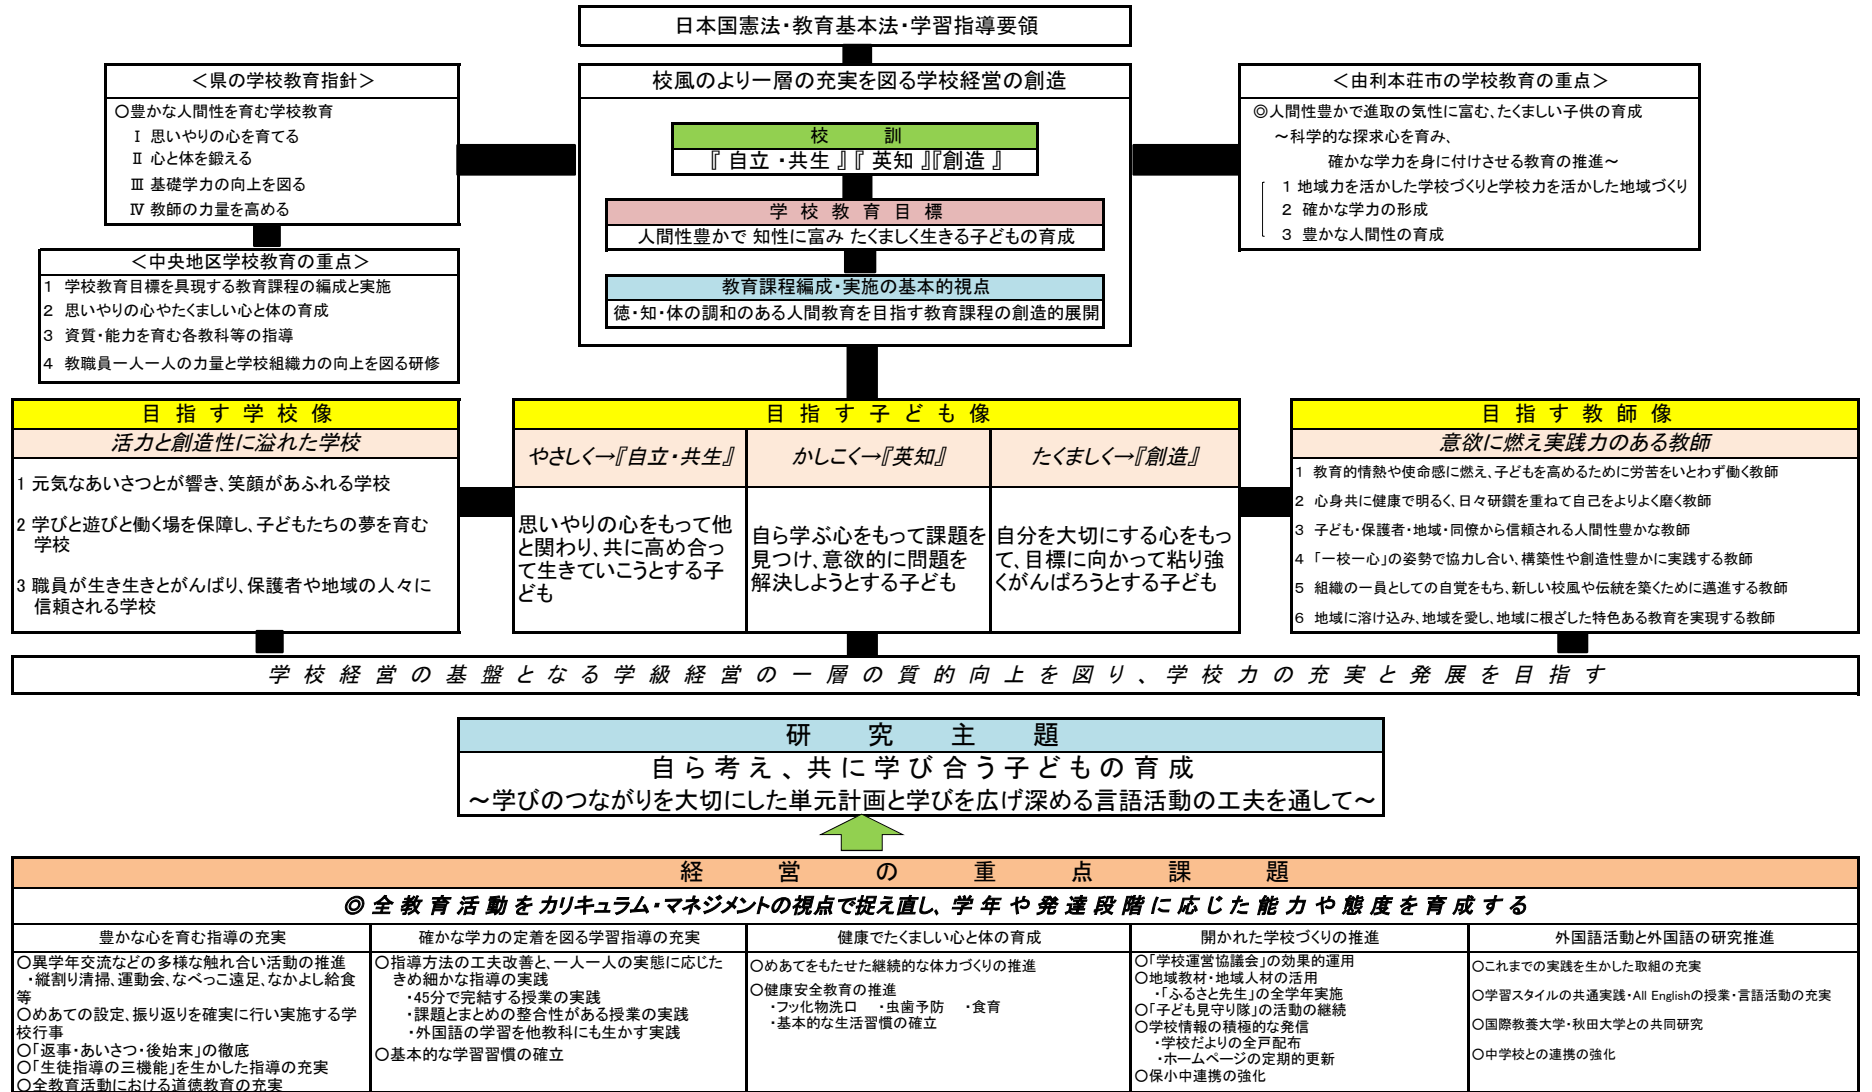 日本国憲法・教育基本法・学習指導要領
＜県の学校教育指針＞
〇豊かな人間性を育む学校教育
Ⅰ 思いやりの心を育てる
Ⅱ 心と体を鍛える
Ⅲ 基礎学力の向上を図る
Ⅳ 教師の力量を高める
校風のより一層の充実を図る学校経営の創造
校 訓
『 自立 ・共生 』『 英知 』『創造 』
学 校 教 育 目 標
人間性豊かで 知性に富み たくましく生きる子どもの育成
教育課程編成・実施の基本的視点
徳・知・体の調和のある人間教育を目指す教育課程の創造的展開
＜由利本荘市の学校教育の重点＞
◎人間性豊かで進取の気性に富む、たくましい子供の育成
～科学的な探求心を育み、
確かな学力を身に付けさせる教育の推進～
1 地域力を活かした学校づくりと学校力を活かした地域づくり
2 確かな学力の形成
3 豊かな人間性の育成
＜中央地区学校教育の重点＞
1 学校教育目標を具現する教育課程の編成と実施
2 思いやりの心やたくましい心と体の育成
3 資質・能力を育む各教科等の指導
4 教職員一人一人の力量と学校組織力の向上を図る研修
目 指 す 学 校 像
活力と創造性に溢れた学校
1 元気なあいさつとが響き、笑顔があふれる学校
2 学びと遊びと働く場を保障し、子どもたちの夢を育む
学校
3 職員が生き生きとがんばり、保護者や地域の人々に
信頼される学校
目 指 す 子 ど も 像
やさしく→『自立・共生』
思いやりの心をもって他
と関わり、共に高め合っ
て生きていこうとする子
ども
かしこく→『英知』
自ら学ぶ心をもって課題を
見つけ、意欲的に問題を
解決しようとする子ども
たくましく→『創造』
自分を大切にする心をもっ
て、目標に向かって粘り強
くがんばろうとする子ども
目 指 す 教 師 像
意欲に燃え実践力のある教師
1 教育的情熱や使命感に燃え、子どもを高めるために労苦をいとわず働く教師
2 心身共に健康で明るく、日々研鑽を重ねて自己をよりよく磨く教師
3 子ども・保護者・地域・同僚から信頼される人間性豊かな教師
4 「一校一心」の姿勢で協力し合い、構築性や創造性豊かに実践する教師
5 組織の一員としての自覚をもち、新しい校風や伝統を築くために邁進する教師
6 地域に溶け込み、地域を愛し、地域に根ざした特色ある教育を実現する教師
学 校 経 営 の 基 盤 と な る 学 級 経 営 の 一 層 の 質 的 向 上 を 図 り 、 学 校 力 の 充 実 と 発 展 を 目 指 す
研 究 主 題
自 ら 考 え 、 共 に 学 び 合 う 子 ど も の 育 成
～学びのつながりを大切にした単元計画と学びを広げ深める言語活動の工夫を通して～
経 営 の 重 点 課 題
◎ 全 教 育 活 動 を カリキュラム・マネジメントの視点で捉え直し、学 年 や 発 達 段 階 に 応 じ た 能 力 や 態 度 を 育 成 す る
豊かな心を育む指導の充実
〇異学年交流などの多様な触れ合い活動の推進
・縦割り清掃、運動会、なべっこ遠足、なかよし給食
等
〇めあての設定、振り返りを確実に行い実施する学
校行事
〇「返事・あいさつ・後始末」の徹底
〇「生徒指導の三機能」を生かした指導の充実
〇全教育活動における道徳教育の充実
確かな学力の定着を図る学習指導の充実
〇指導方法の工夫改善と、一人一人の実態に応じた
きめ細かな指導の実践
・45分で完結する授業の実践
・課題とまとめの整合性がある授業の実践
・外国語の学習を他教科にも生かす実践
〇基本的な学習習慣の確立
健康でたくましい心と体の育成
〇めあてをもたせた継続的な体力づくりの推進
〇健康安全教育の推進
・フッ化物洗口 ・虫歯予防 ・食育
・基本的な生活習慣の確立
開かれた学校づくりの推進
〇「学校運営協議会」の効果的運用
〇地域教材・地域人材の活用
・「ふるさと先生」の全学年実施
〇「子ども見守り隊」の活動の継続
〇学校情報の積極的な発信
・学校だよりの全戸配布
・ホームページの定期的更新
〇保小中連携の強化
外国語活動と外国語の研究推進
〇これまでの実践を生かした取組の充実
〇学習スタイルの共通実践・All Englishの授業・言語活動の充実
〇国際教養大学・秋田大学との共同研究
〇中学校との連携の強化